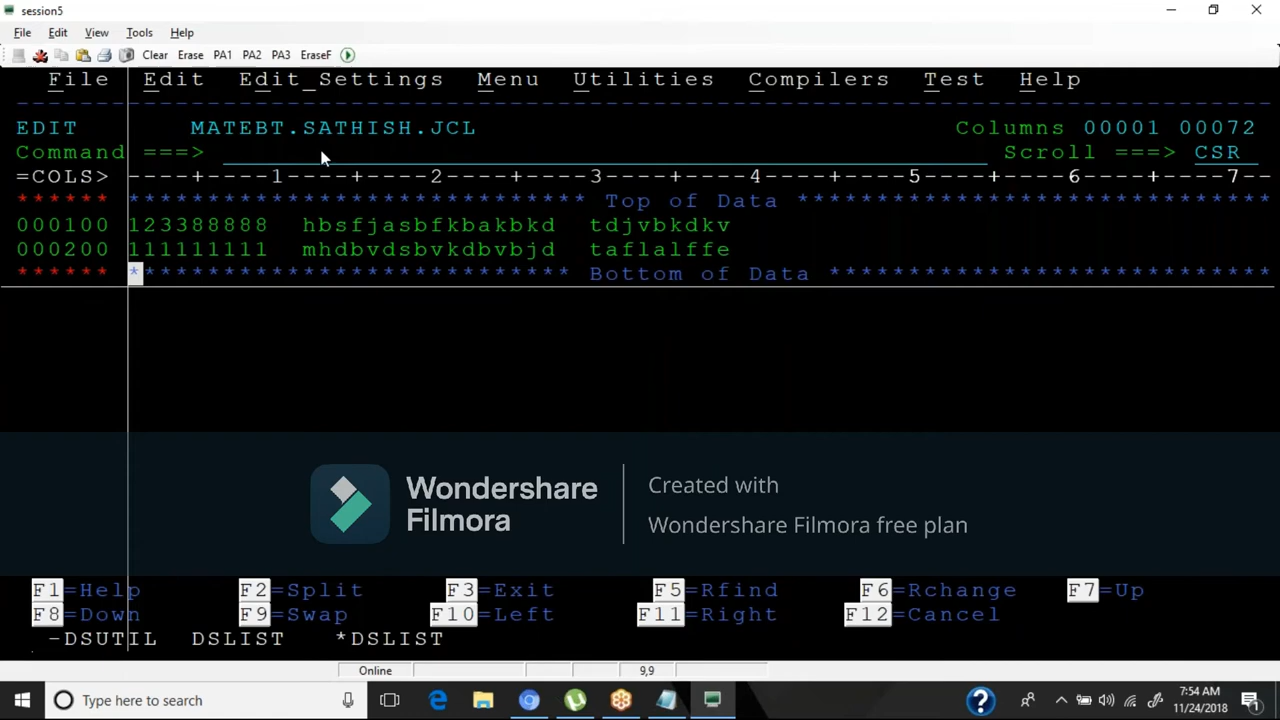 session5
File Edit View Tools Help
Clear Erase PA1 PA2 PA3 EraseF
File Edit Edit_Settings Menu Utilities Compilers Test Help
EDIT MATEBT.SATHISH.JCL Columns 00001 00072
Command ===> Scroll ===> CSR
=COLS> ----+----1----+----2----+----3----+----4----+----5----+----6----+----7--
****** ***************************** Top of Data ******************************
000100 123388888 hbsfjasbfkbakbkd tdjvbkdkv
000200 111111111 mhdbvdsbvkdbvbjd taflalffe
****** **************************** Bottom of Data ****************************
Wondershare Filmora
Created with
Wondershare Filmora free plan
F1=Help F2=Split F3=Exit F5=Rfind F6=Rchange F7=Up
F8=Down F9=Swap F10=Left F11=Right F12=Cancel
-DSUTIL DSLIST *DSLIST
Online 9,9
Type here to search
7:54 AM
11/24/2018